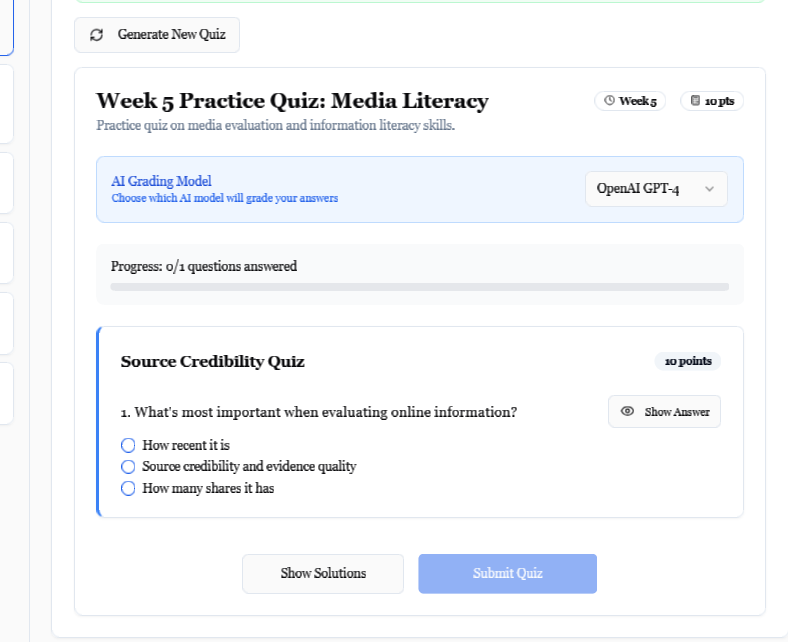 Generate New Quiz
Week 5 Practice Quiz: Media Literacy
Week 5
10 pts
Practice quiz on media evaluation and information literacy skills.
AI Grading Model
Choose which AI model will grade your answers
OpenAI GPT-4
Progress: 0/1 questions answered
Source Credibility Quiz
10 points
1. What's most important when evaluating online information?
Show Answer
How recent it is
Source credibility and evidence quality
How many shares it has
Show Solutions
Submit Quiz